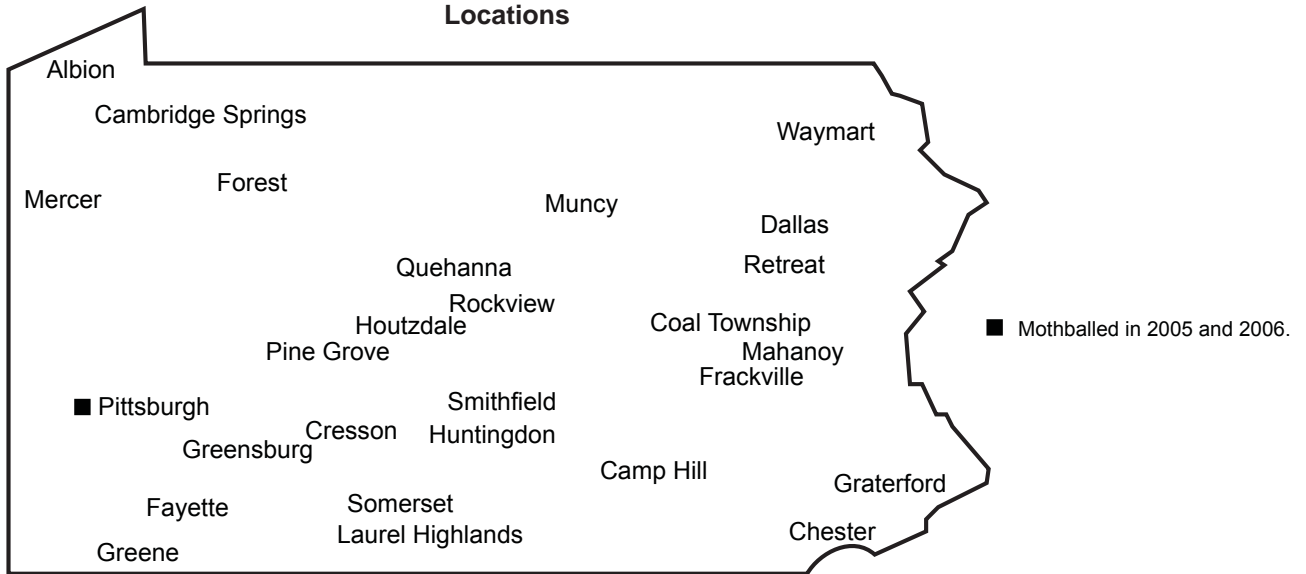 Locations
Albion
Cambridge Springs
Waymart
Forest
Mercer
Muncy
Dallas
Retreat
Quehanna
Rockview
Houtzdale
Coal Township
■ Mothballed in 2005 and 2006.
Pine Grove
Mahanoy
Frackville
■ Pittsburgh
Smithfield
Cresson
Huntingdon
Greensburg
Camp Hill
Graterford
Fayette
Somerset
Laurel Highlands
Chester
Greene